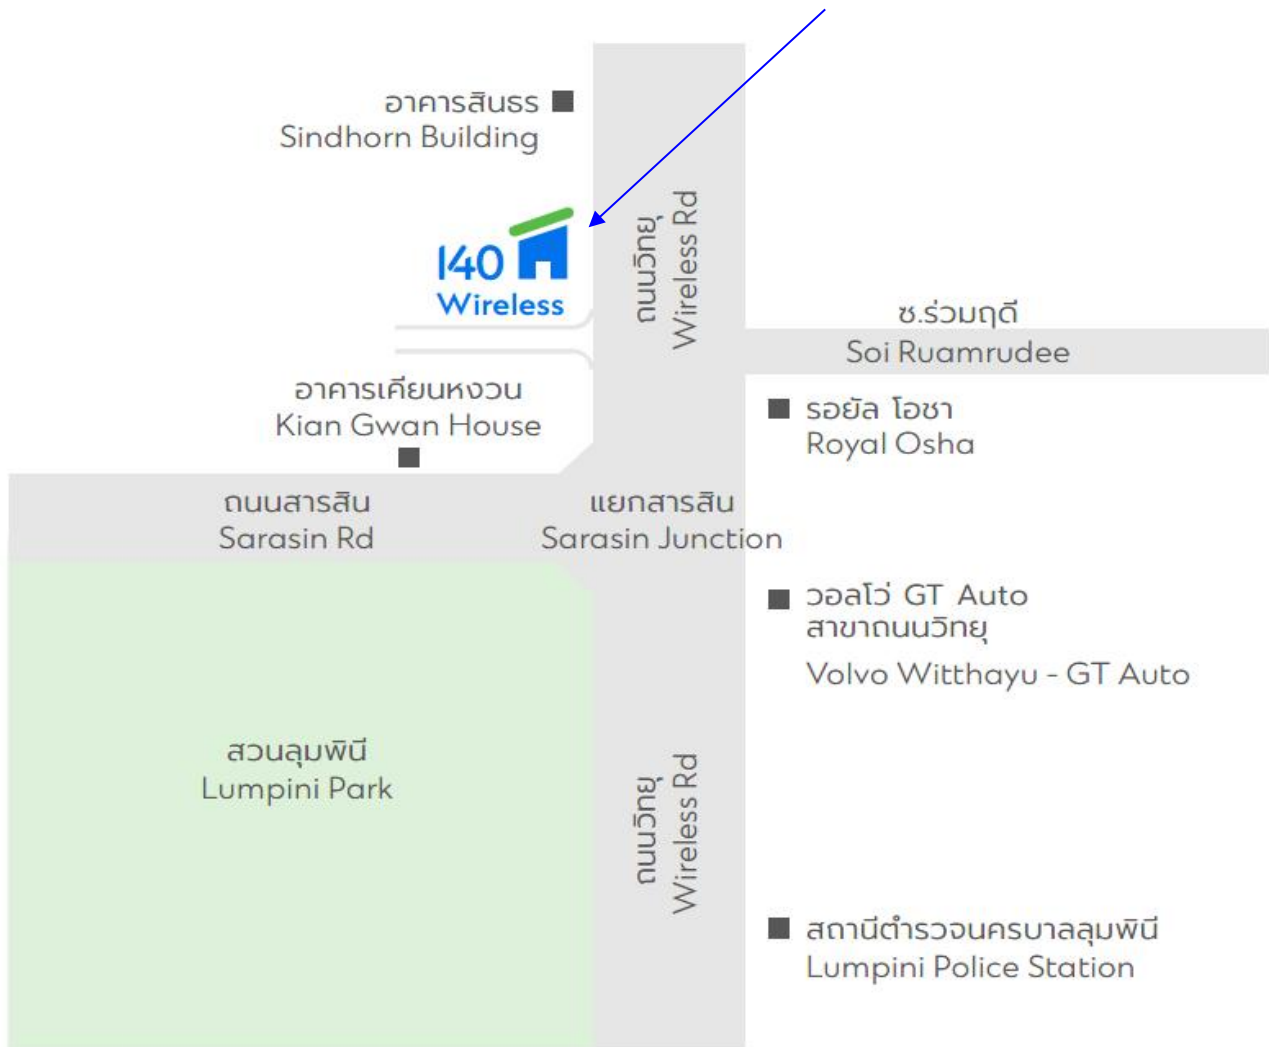 อาคารสินธร
Sindhorn Building
140
Wireless
ถนนวิทยุ
Wireless Rd
ซ.ร่วมฤดี
Soi Ruamrudee
อาคารเคียนหงวน
Kian Gwan House
รอยัล โอชา
Royal Osha
ถนนสารสิน
Sarasin Rd
แยกสารสิน
Sarasin Junction
วอลโว่ GT Auto
สาขาถนนวิทยุ
Volvo Witthayu - GT Auto
สวนลุมพินี
Lumpini Park
ถนนวิทยุ
Wireless Rd
สถานีตำรวจนครบาลลุมพินี
Lumpini Police Station